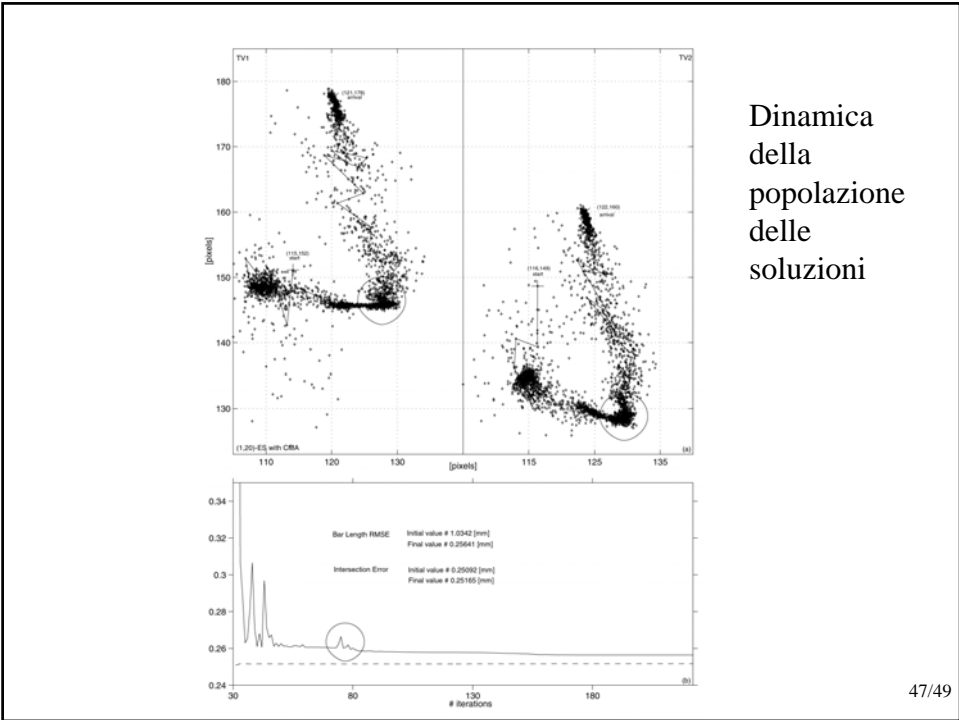 TV1
TV2
180
170
160
150
140
130
[pixels]
(121,179)
arrival
(115,152)
start
(122,160)
arrival
(116,149)
start
(1,20)-ES with CMA
(a)
110
120
130
[pixels]
115
125
135
Dinamica
della
popolazione
delle
soluzioni
0.34
0.32
0.3
0.28
0.26
0.24
Bar Length RMSE
Initial value # 1.0342 [mm]
Final value # 0.25641 [mm]
Intersection Error
Initial value # 0.25092 [mm]
Final value # 0.25165 [mm]
(b)
30
80
130
180
# iterations
47/49